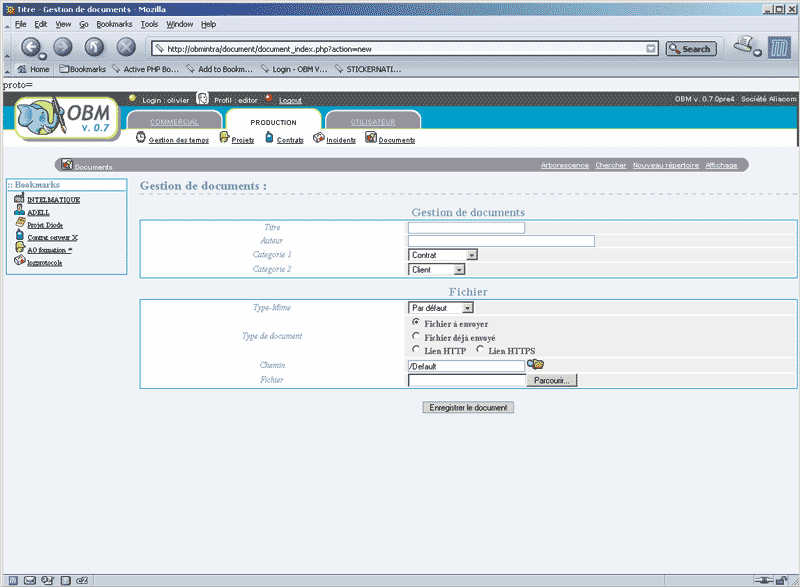 Titre - Gestion de documents - Mozilla
File Edit View Go Bookmarks Tools Window Help
http://obmintra/document/document_index.php?action=new Search
Home Bookmarks Active PHP Bo... Add to Bookm... Login - OBM V... STICKERNATI...
proto=
Login : olivier Profil : editor Logout OBM v. 0.7.0pre4 Société Aliacom
OBM
v. 0.7
COMMERCIAL PRODUCTION UTILISATEUR
Gestion des temps Projets Contrats Incidents Documents
Documents Arborescence Chercher Nouveau répertoire Affichage
:: Bookmarks
INTELMATIQUE
ADELL
Projet Diode
Contrat serveur X
AO formation *
logprotocole
Gestion de documents :
Gestion de documents
Titre
Auteur
Categorie 1 Contrat
Categorie 2 Client
Fichier
Type-Mime Par défaut
Type de document Fichier à envoyer
Fichier déjà envoyé
Lien HTTP Lien HTTPS
Chemin /Default
Fichier Parcourir...
Enregistrer le document